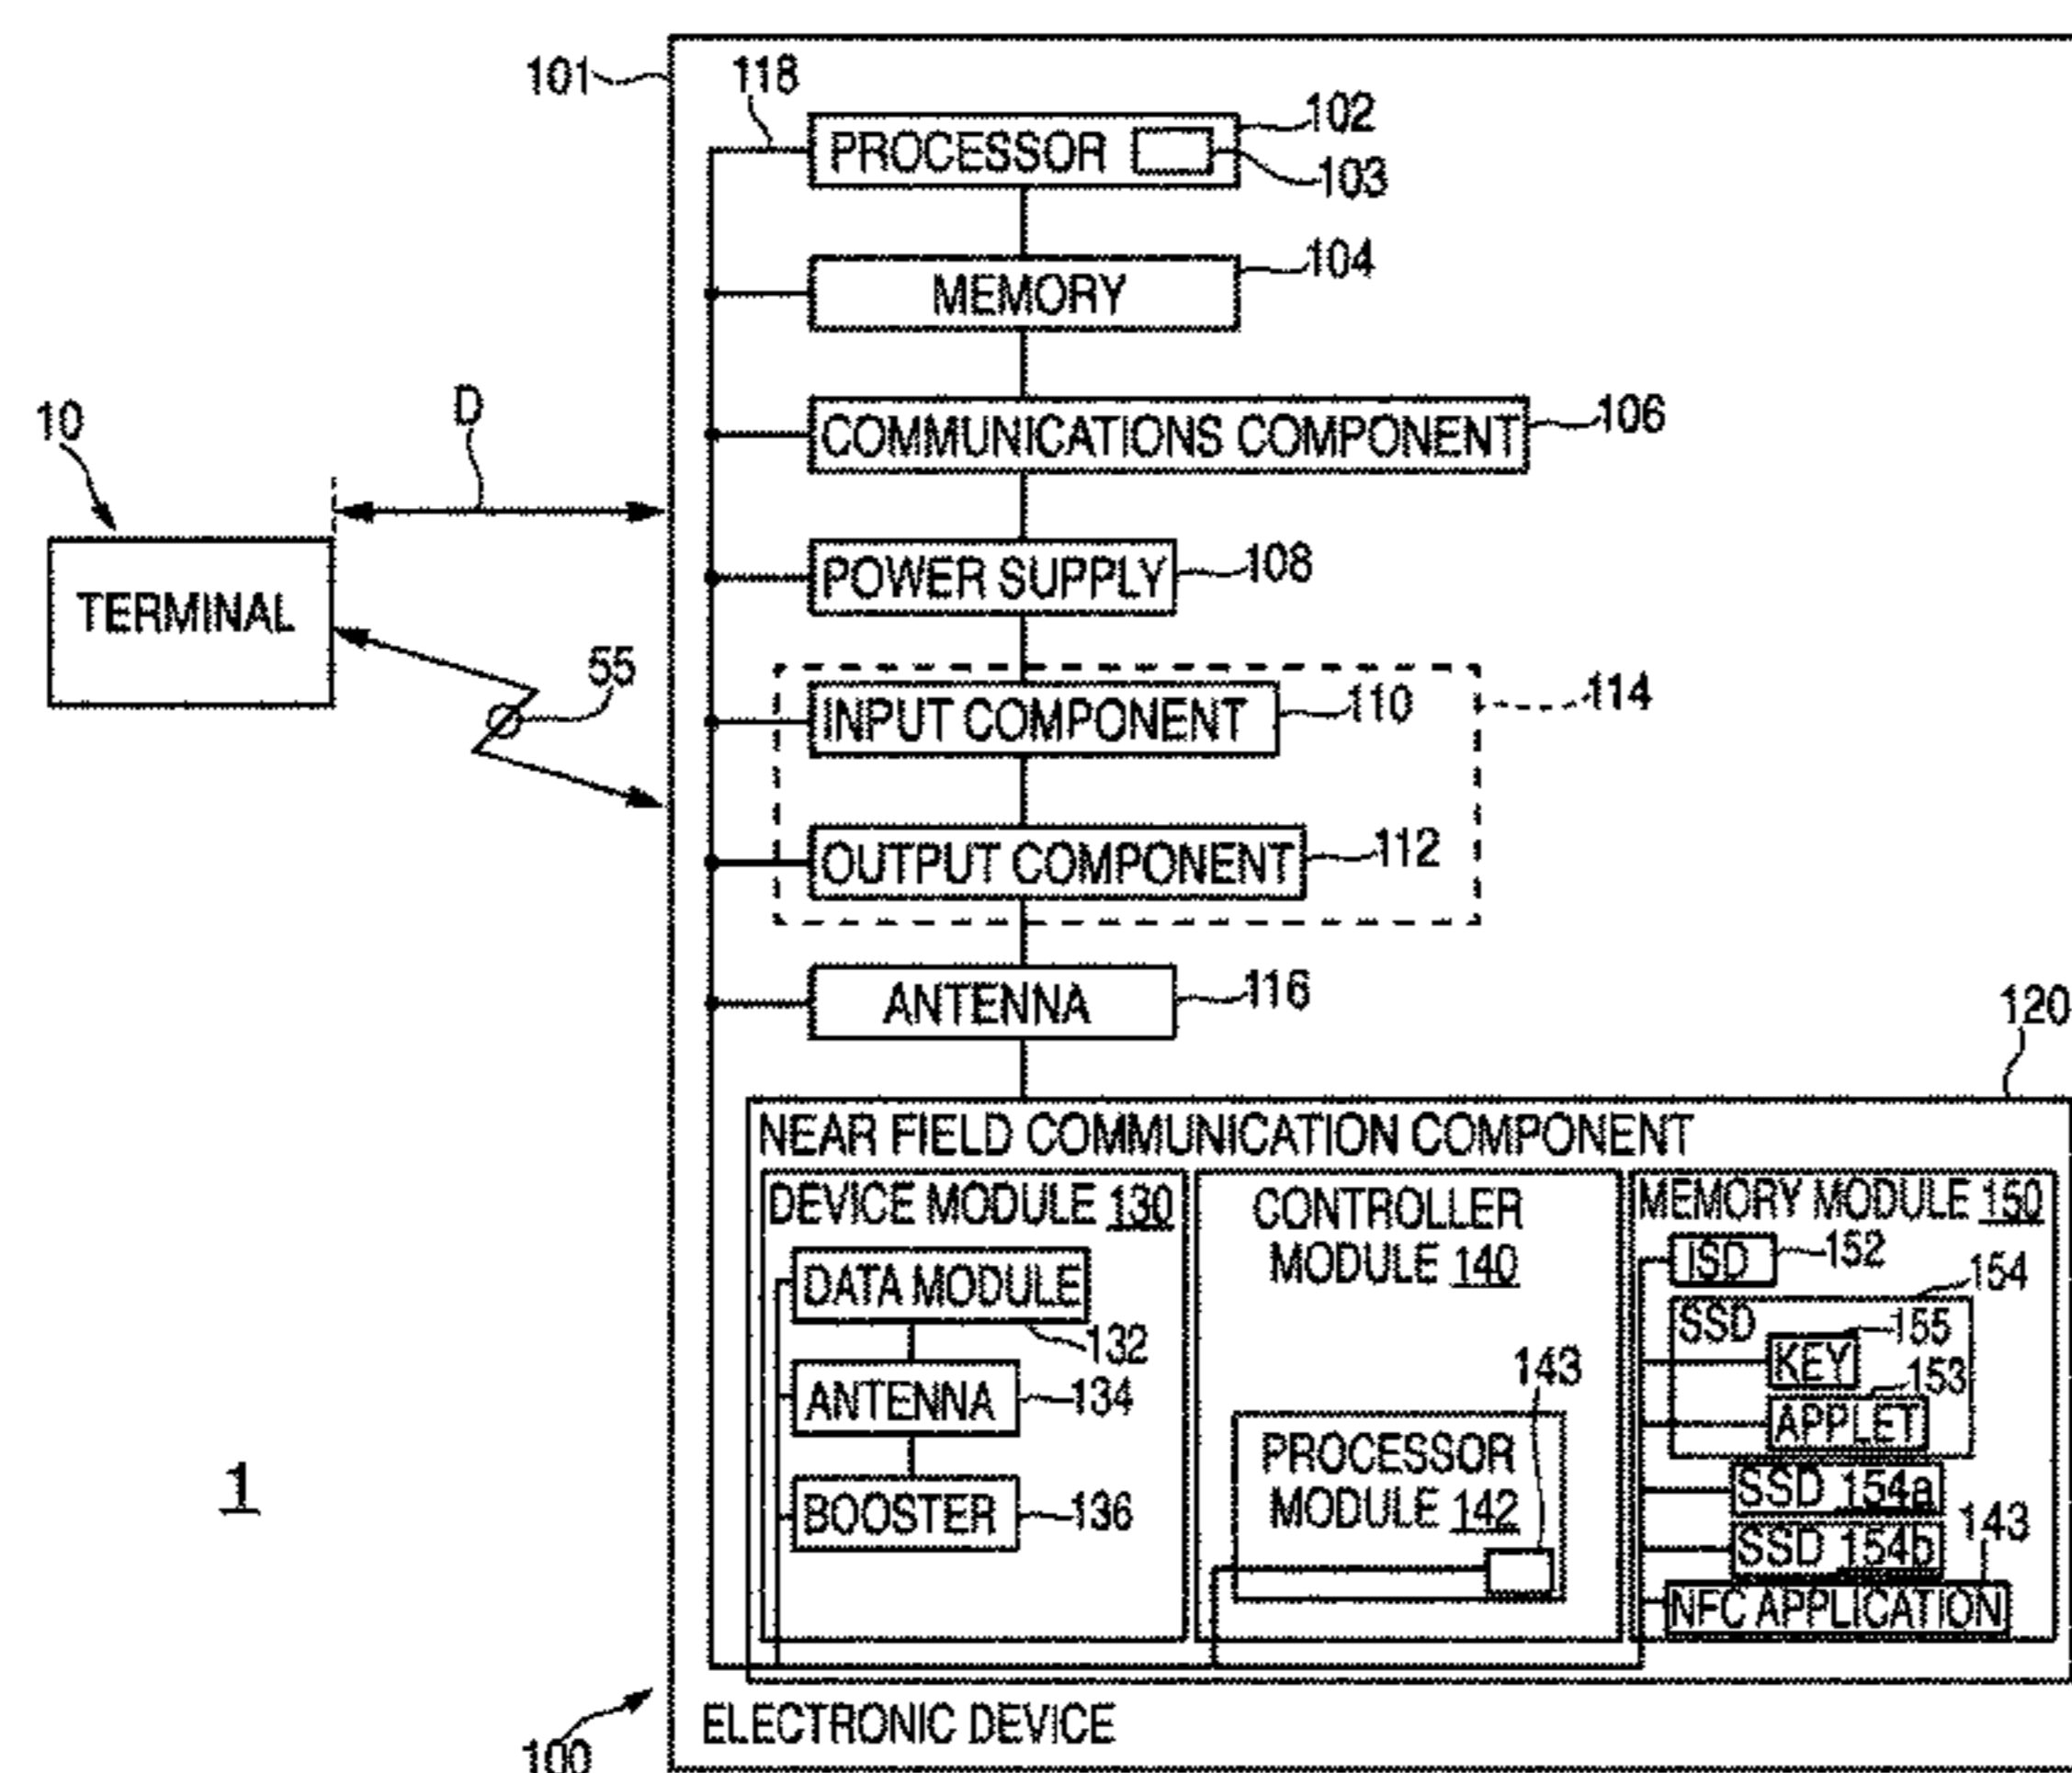 101
118
PROCESSOR
102
103
MEMORY
104
COMMUNICATIONS COMPONENT
106
10
D
TERMINAL
55
POWER SUPPLY
108
INPUT COMPONENT
110
114
OUTPUT COMPONENT
112
ANTENNA
116
120
NEAR FIELD COMMUNICATION COMPONENT
DEVICE MODULE 130
DATA MODULE
132
ANTENNA
134
BOOSTER
136
CONTROLLER
MODULE 140
143
PROCESSOR
MODULE 142
MEMORY MODULE 150
ISD
152
154
SSD
155
KEY
153
APPLET
SSD 154a
SSD 154b
143
NFC APPLICATION
1
100
ELECTRONIC DEVICE